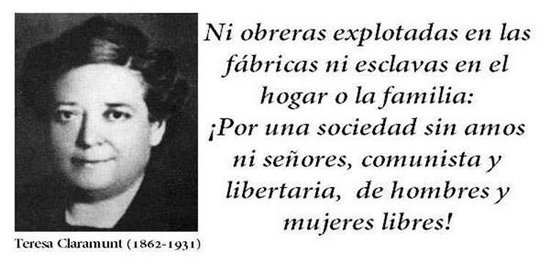 Ni obreras explotadas en las
fábricas ni esclavas en el
hogar o la familia:
¡Por una sociedad sin amos
ni señores, comunista y
libertaria, de hombres y
mujeres libres!
Teresa Claramunt (1862-1931)